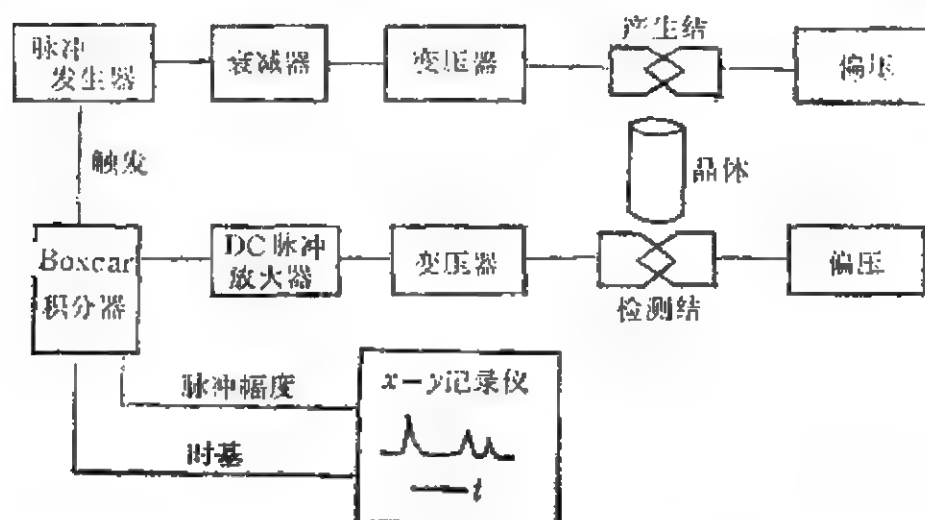 脉冲
发生器
衰减器
变压器
产生结
偏压
触发
晶体
Boxcar
积分器
DC 脉冲
放大器
变压器
检测结
偏压
脉冲幅度
时基
x-y记录仪
t